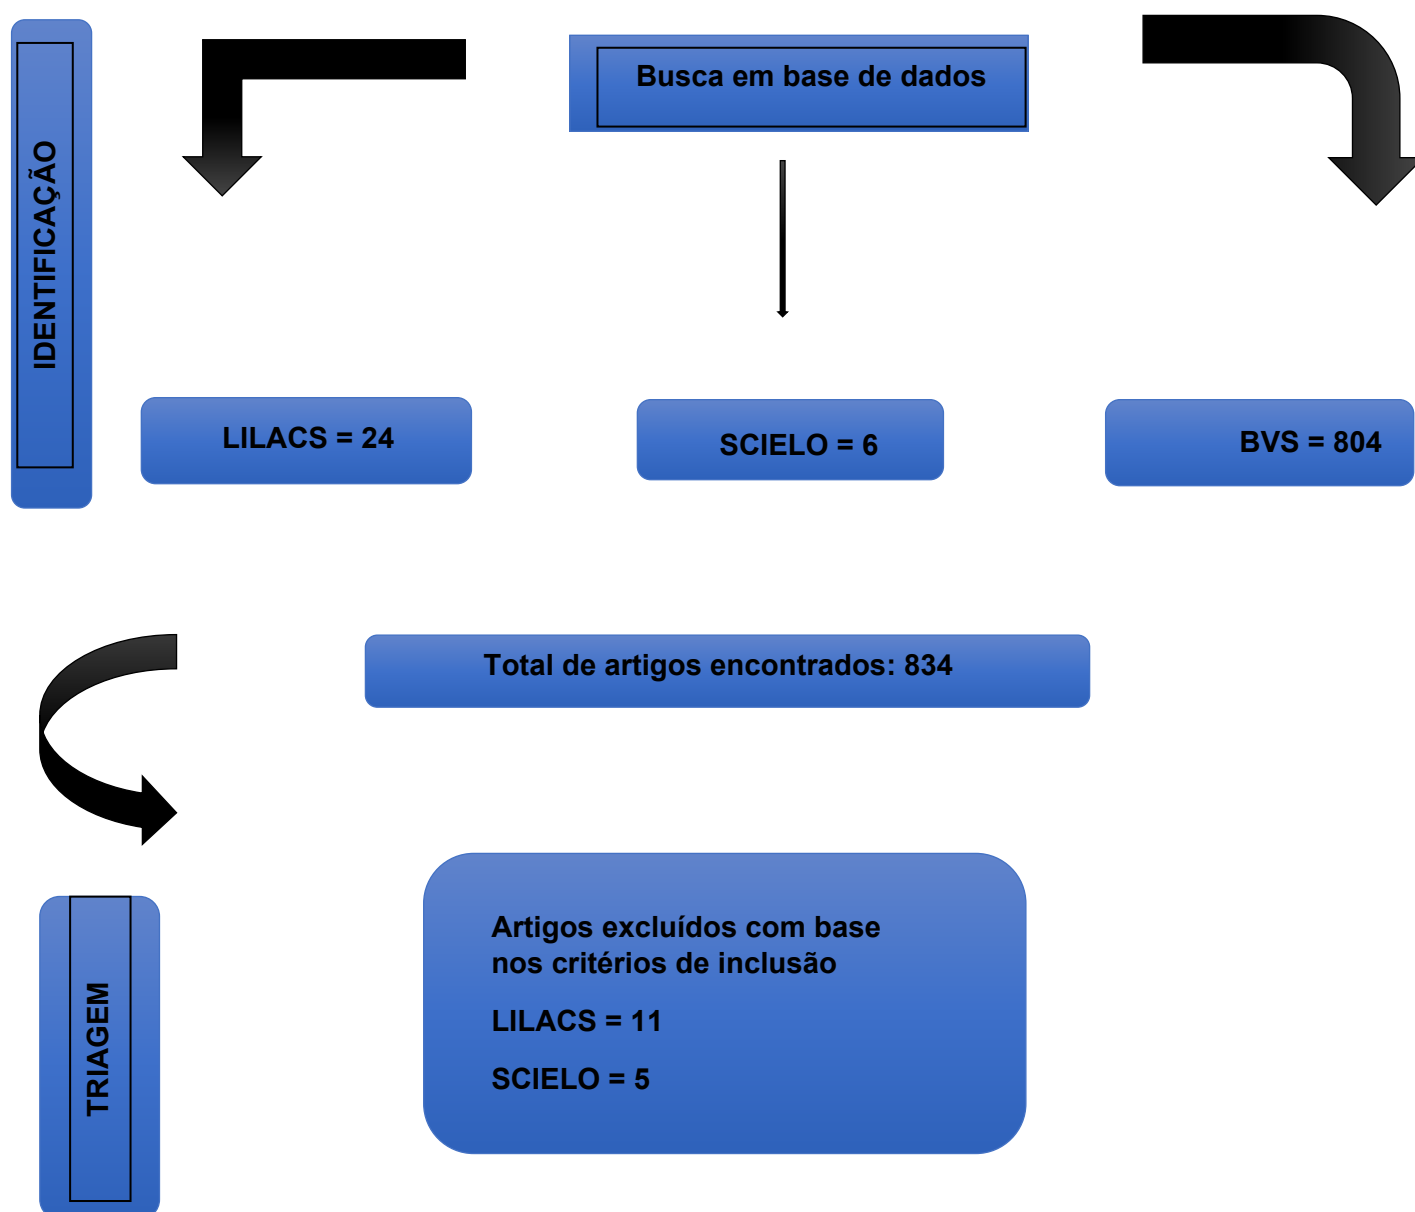 IDENTIFICAÇÃO
Busca em base de dados
LILACS = 24
SCIELO = 6
BVS = 804
Total de artigos encontrados: 834
TRIAGEM
Artigos excluídos com base
nos critérios de inclusão
LILACS = 11
SCIELO = 5